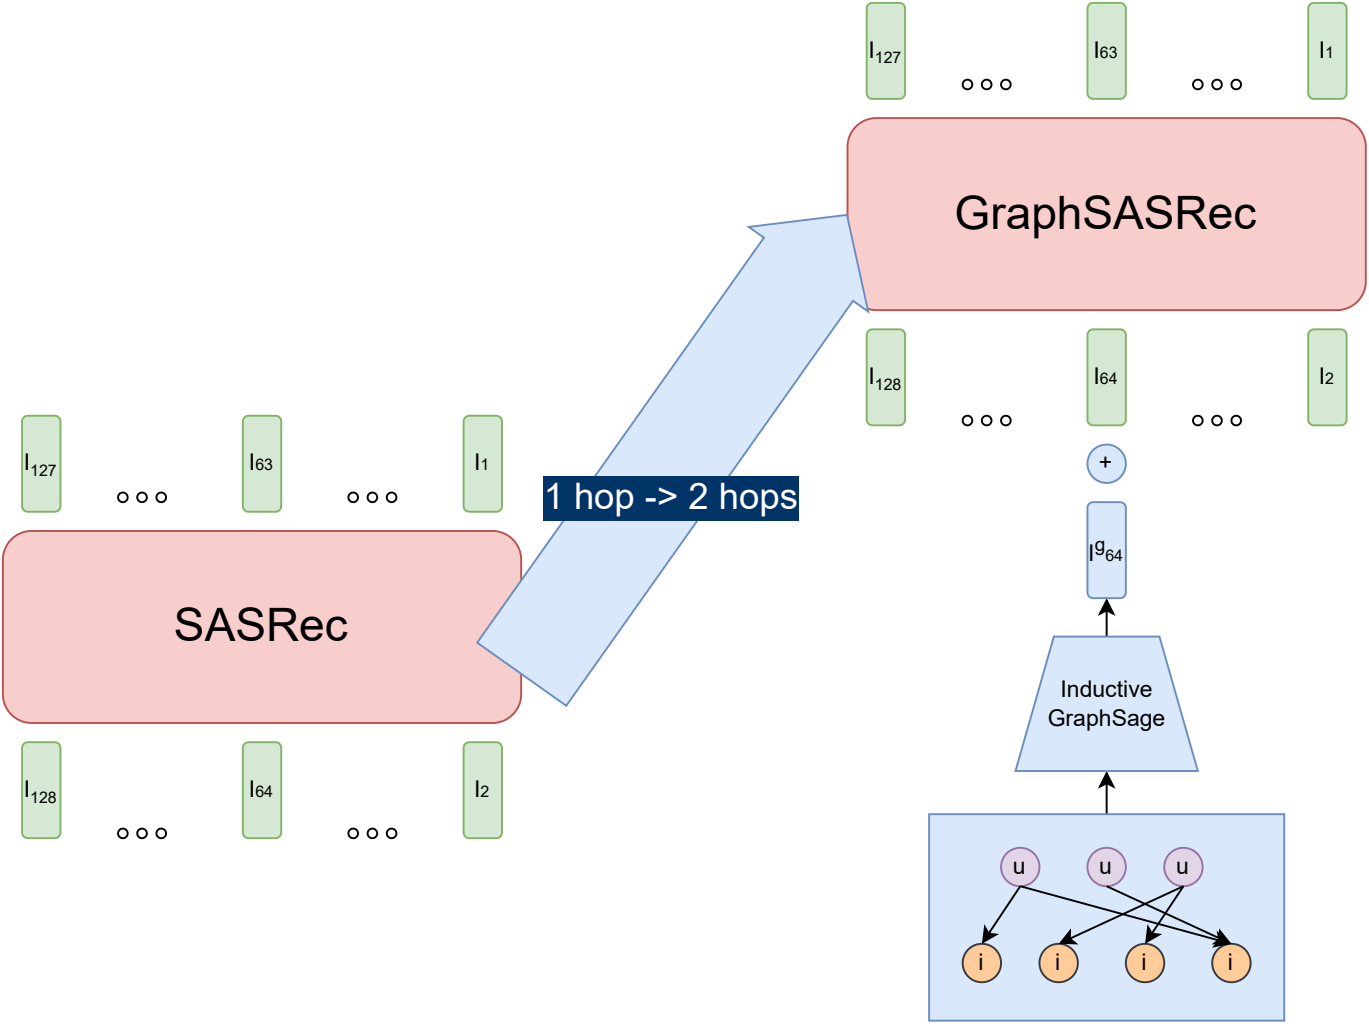 I127 I63 I1
GraphSASRec
I128 I64 I2
+
I127 I63 I1
1 hop -> 2 hops
Ig64
SASRec
Inductive
GraphSage
I128 I64 I2
u u u
i i i i